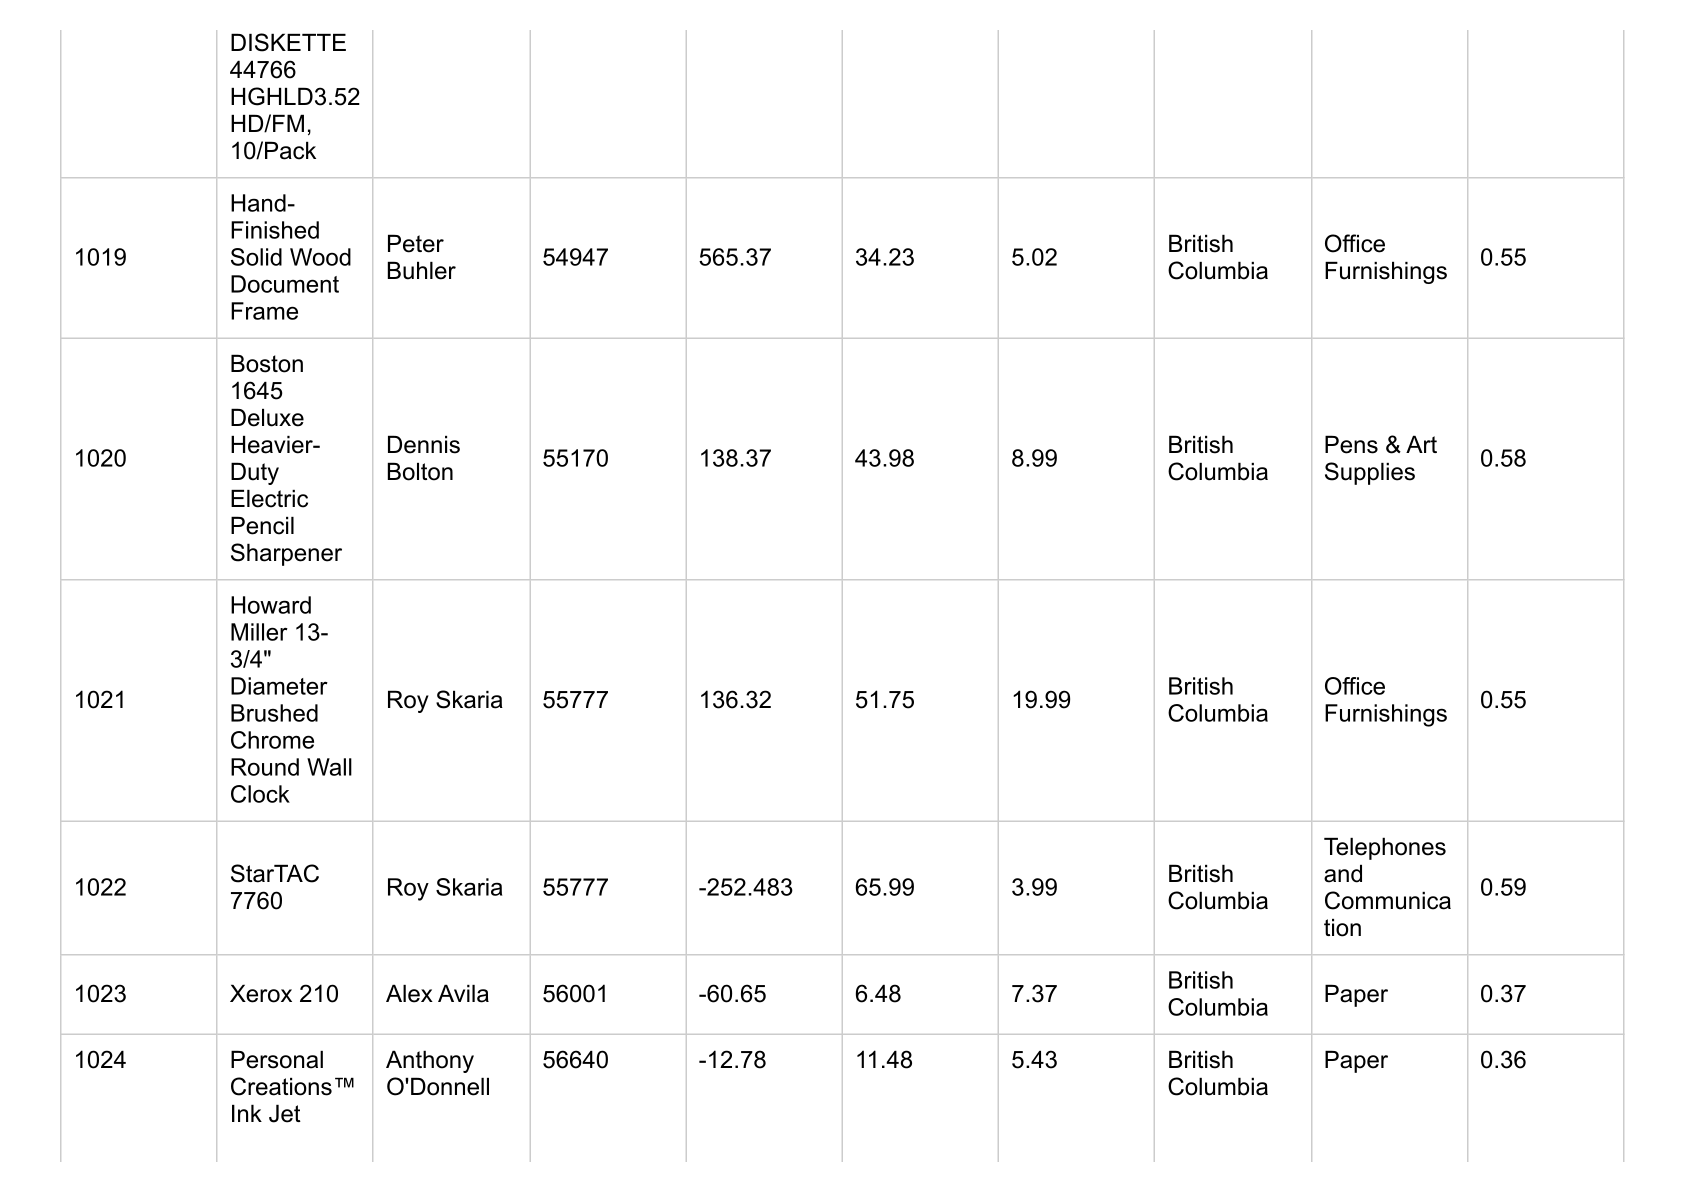 DISKETTE
44766
HGHLD3.52
HD/FM,
10/Pack
1019
Hand-
Finished
Solid Wood
Document
Frame
Peter
Buhler
54947
565.37
34.23
5.02
British
Columbia
Office
Furnishings
0.55
1020
Boston
1645
Deluxe
Heavier-
Duty
Electric
Pencil
Sharpener
Dennis
Bolton
55170
138.37
43.98
8.99
British
Columbia
Pens & Art
Supplies
0.58
1021
Howard
Miller 13-
3/4"
Diameter
Brushed
Chrome
Round Wall
Clock
Roy Skaria
55777
136.32
51.75
19.99
British
Columbia
Office
Furnishings
0.55
1022
StarTAC
7760
Roy Skaria
55777
-252.483
65.99
3.99
British
Columbia
Telephones
and
Communica
tion
0.59
1023
Xerox 210
Alex Avila
56001
-60.65
6.48
7.37
British
Columbia
Paper
0.37
1024
Personal
Creations™
Ink Jet
Anthony
O'Donnell
56640
-12.78
11.48
5.43
British
Columbia
Paper
0.36